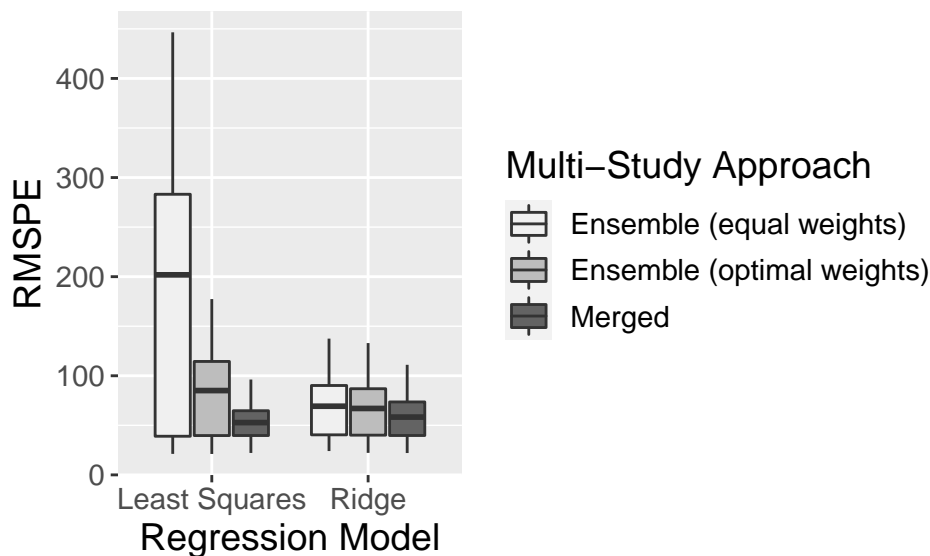 RMSPE
400
300
200
100
0
Least Squares
Ridge
Regression Model
Multi−Study Approach
Ensemble (equal weights)
Ensemble (optimal weights)
Merged